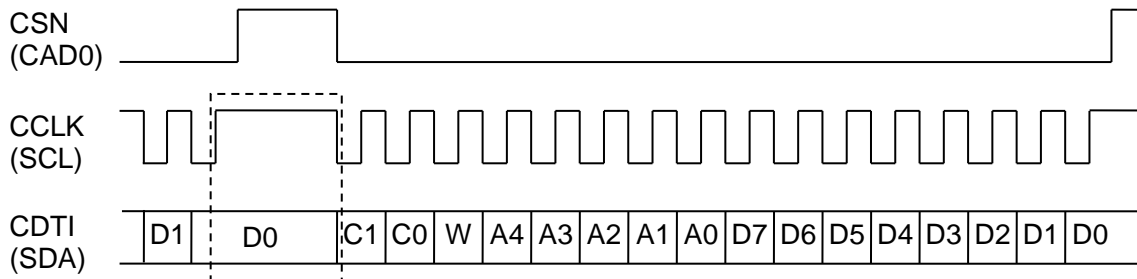 CSN
(CAD0)
CCLK
(SCL)
CDTI
(SDA)
D1 D0 C1 C0 W A4 A3 A2 A1 A0 D7 D6 D5 D4 D3 D2 D1 D0